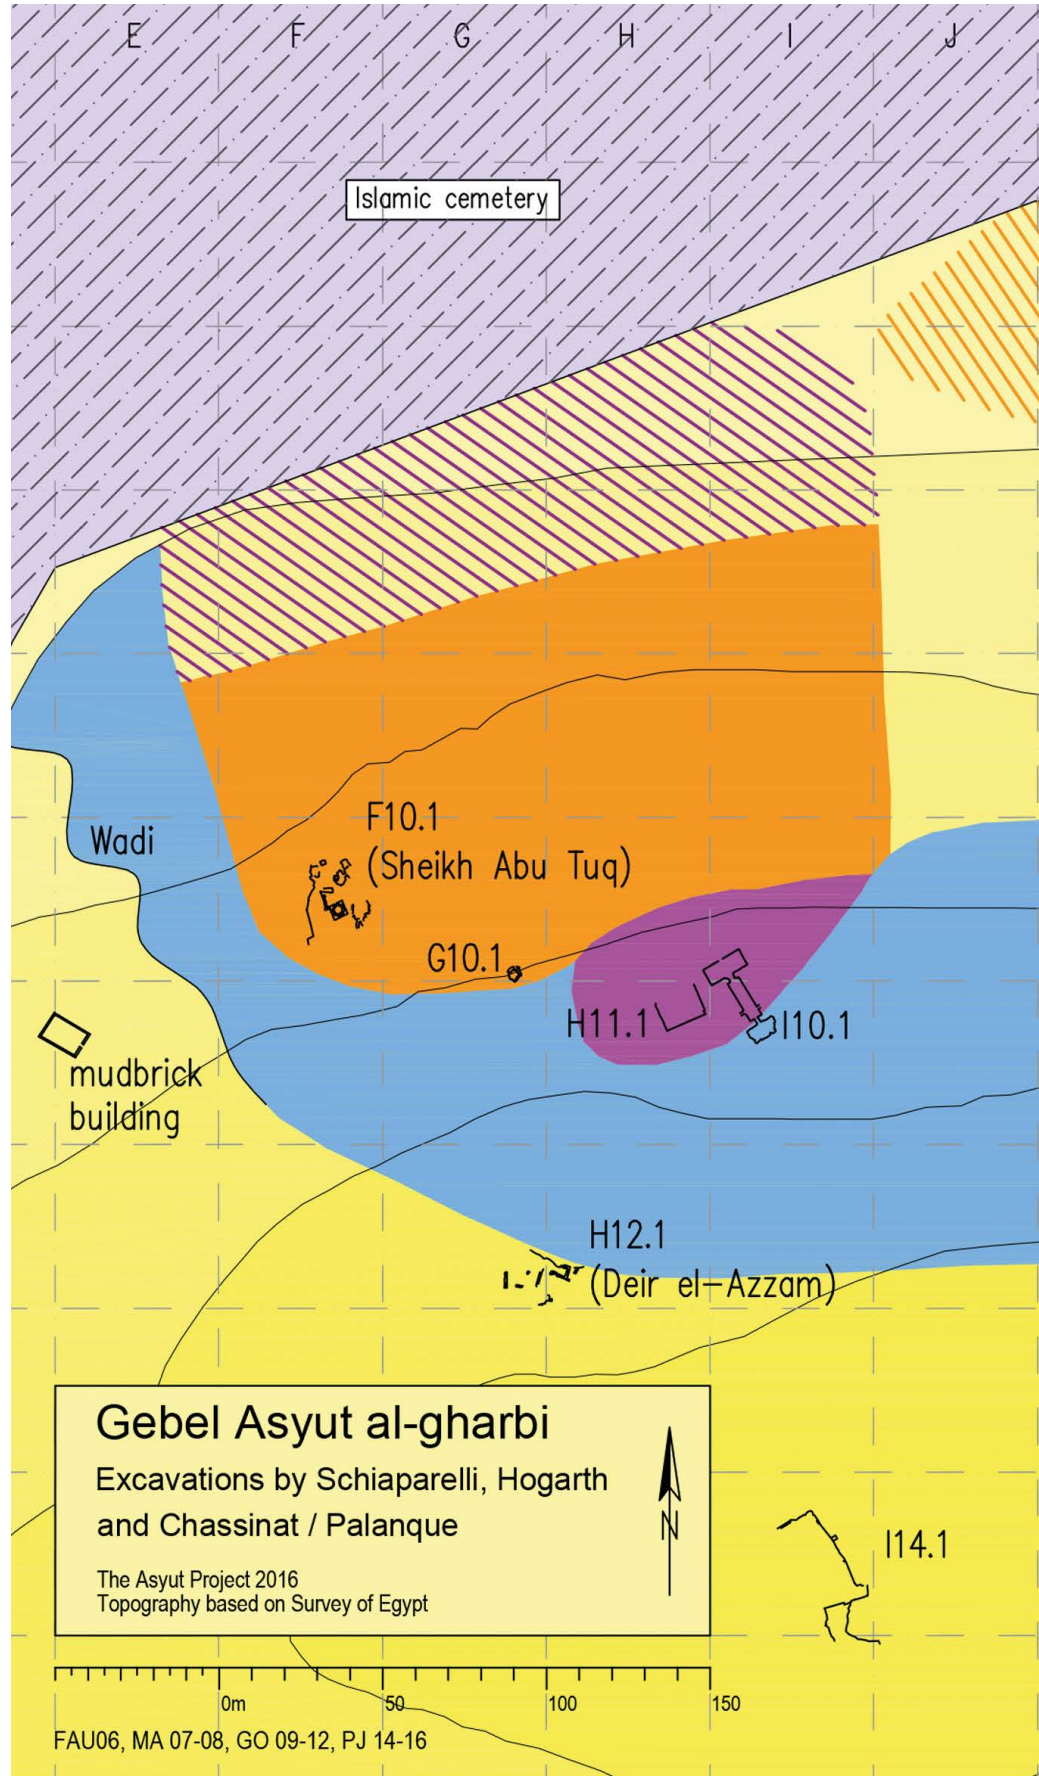 E F G H I J
Islamic cemetery
F10.1
(Sheikh Abu Tuq)
Wadi
G10.1
H11.1
I10.1
mudbrick
building
H12.1
(Deir el-Azzam)
Gebel Asyut al-gharbi
Excavations by Schiaparelli, Hogarth
and Chassinat / Palanque
N
The Asyut Project 2016
Topography based on Survey of Egypt
I14.1
0m 50 100 150
FAU06, MA 07-08, GO 09-12, PJ 14-16